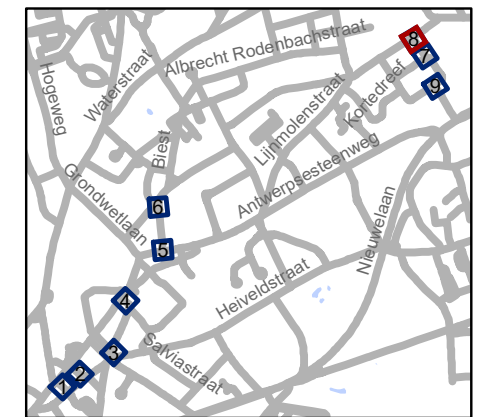 Hogeweg
Waterstraat
Albrecht Rodenbachstraat
8
7
9
Lijnmolenstraat
Kortedreef
Biest
Grondwetlaan
Antwerpsesteenweg
6
5
Nieuwelaan
Heiveldstraat
4
3
Salviastraat
2
1